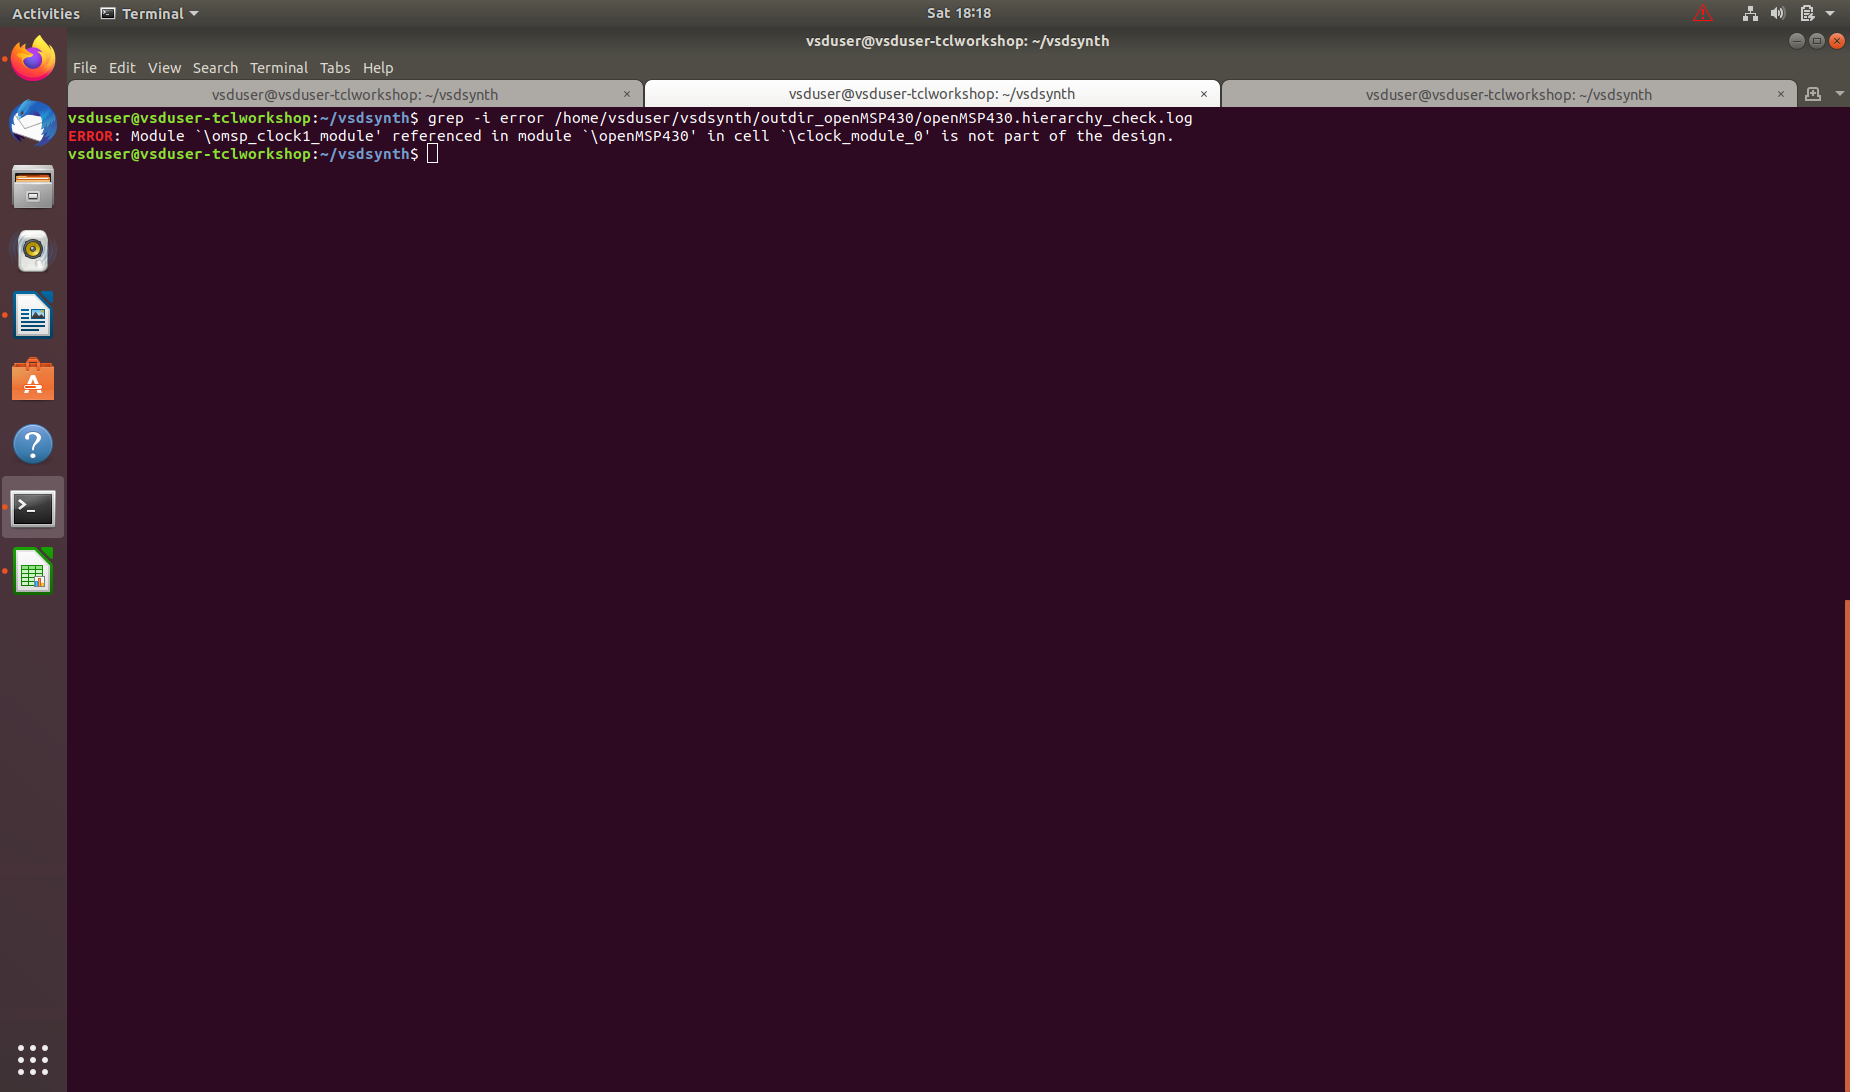 Activities Terminal Sat 18:18
vsduser@vsduser-tclworkshop: ~/vsdsynth
File Edit View Search Terminal Tabs Help
vsduser@vsduser-tclworkshop: ~/vsdsynth × vsduser@vsduser-tclworkshop: ~/vsdsynth × vsduser@vsduser-tclworkshop: ~/vsdsynth ×
vsduser@vsduser-tclworkshop:~/vsdsynth$ grep -i error /home/vsduser/vsdsynth/outdir_openMSP430/openMSP430.hierarchy_check.log
ERROR: Module `\omsp_clock1_module' referenced in module `\openMSP430' in cell `\clock_module_0' is not part of the design.
vsduser@vsduser-tclworkshop:~/vsdsynth$